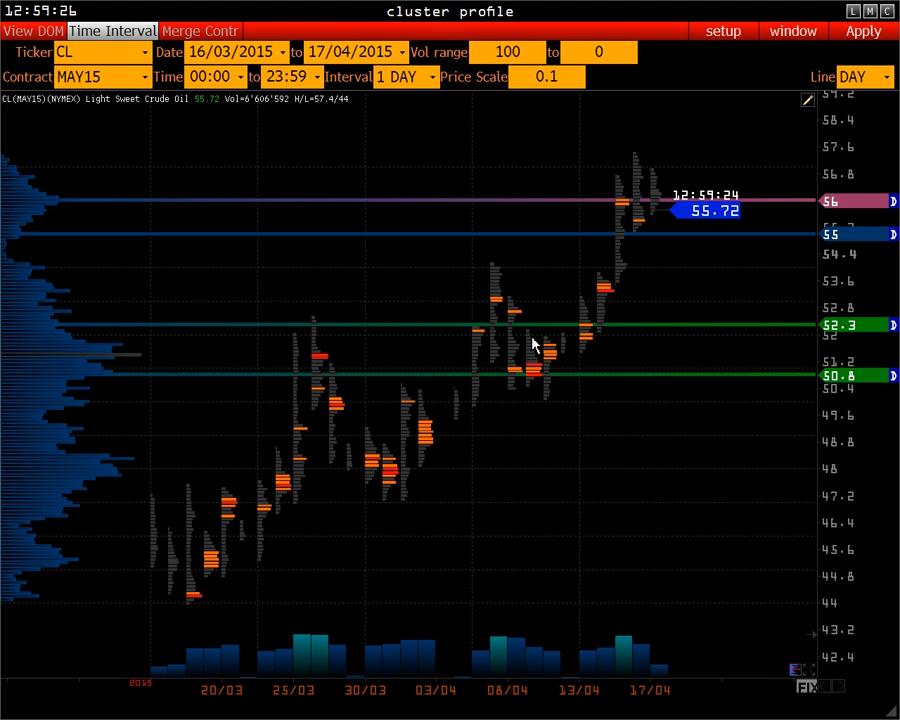 12:59:26 cluster profile L M C
View DOM Time Interval Merge Contr setup window Apply
Ticker CL Date 16/03/2015 to 17/04/2015 Vol range 100 to 0
Contract MAY15 Time 00:00 to 23:59 Interval 1 DAY Price Scale 0.1 Line DAY
CL(MAY15)(NYMEX) Light Sweet Crude Oil 55.72 Vol=6'606'592 H/L=57.4/44
59.2
58.4
57.6
56.8
12:59:24
56 D
55.72
55 D
54.4
53.6
52.8
52.3 D
52
51.2
50.8 D
50.4
49.6
48.8
48
47.2
46.4
45.6
44.8
44
43.2
42.4
2015 20/03 25/03 30/03 03/04 08/04 13/04 17/04 FIX